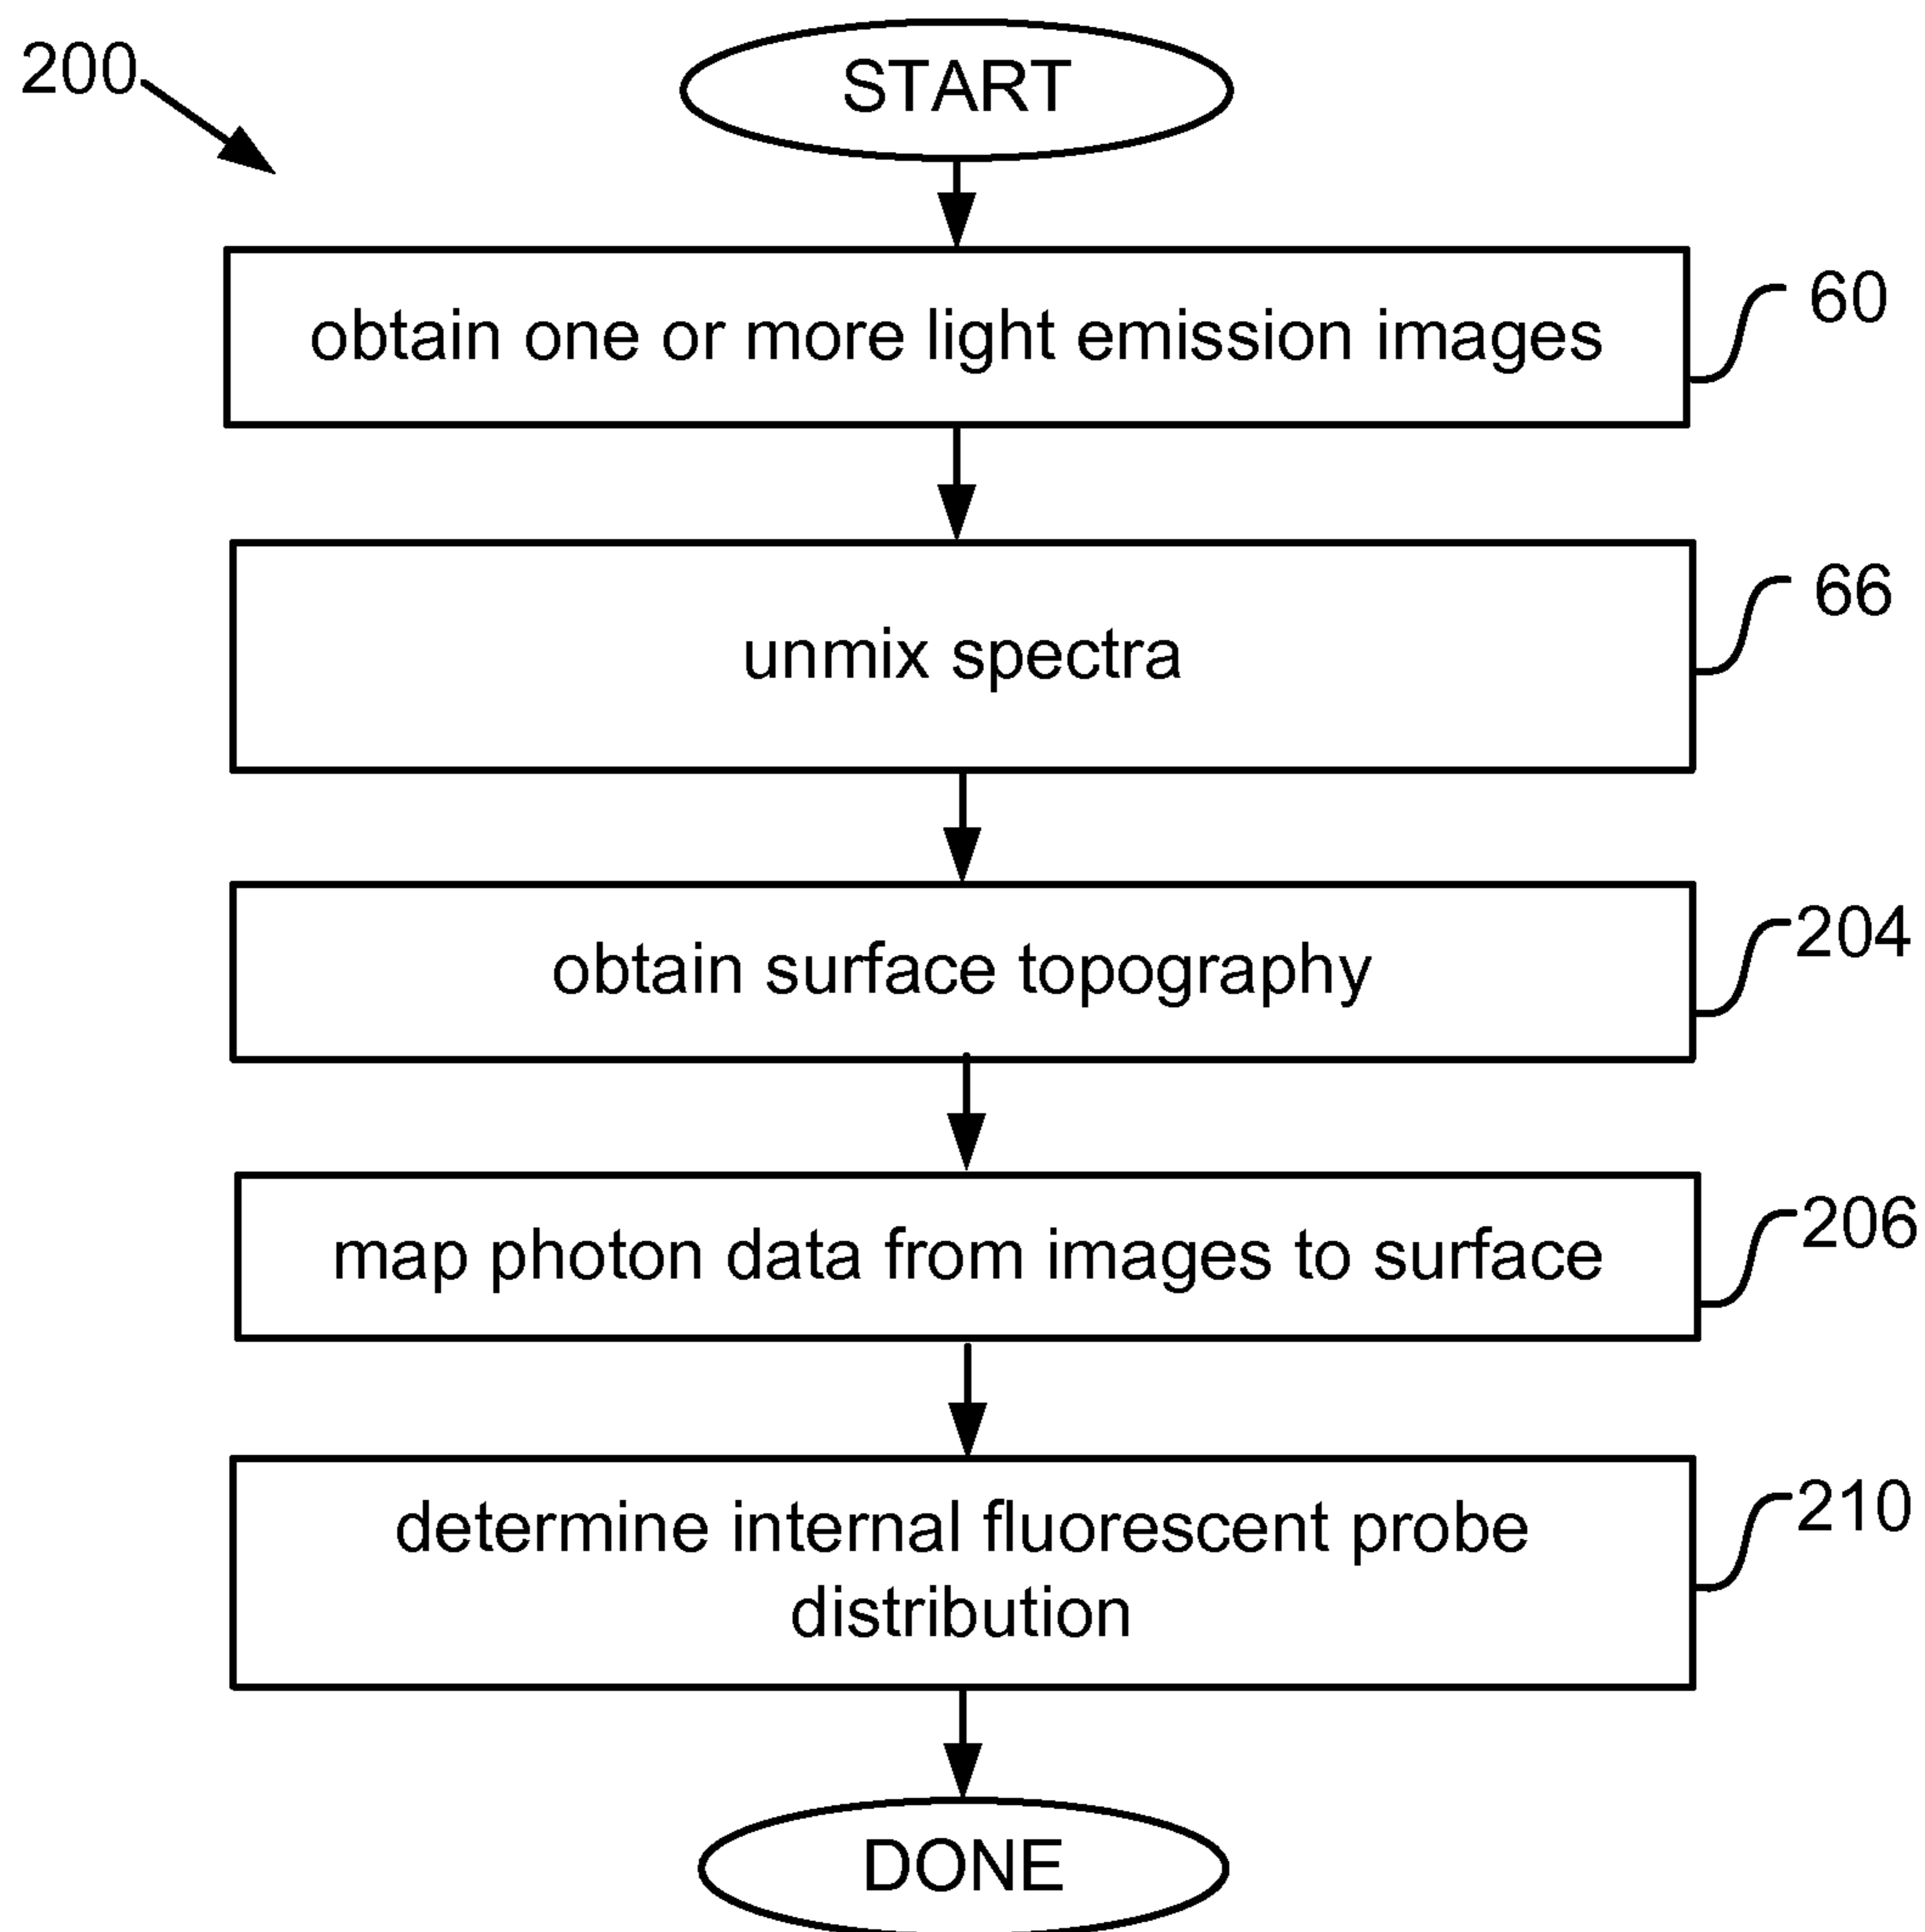 200
START
obtain one or more light emission images
60
unmix spectra
66
obtain surface topography
204
map photon data from images to surface
206
determine internal fluorescent probe
distribution
210
DONE